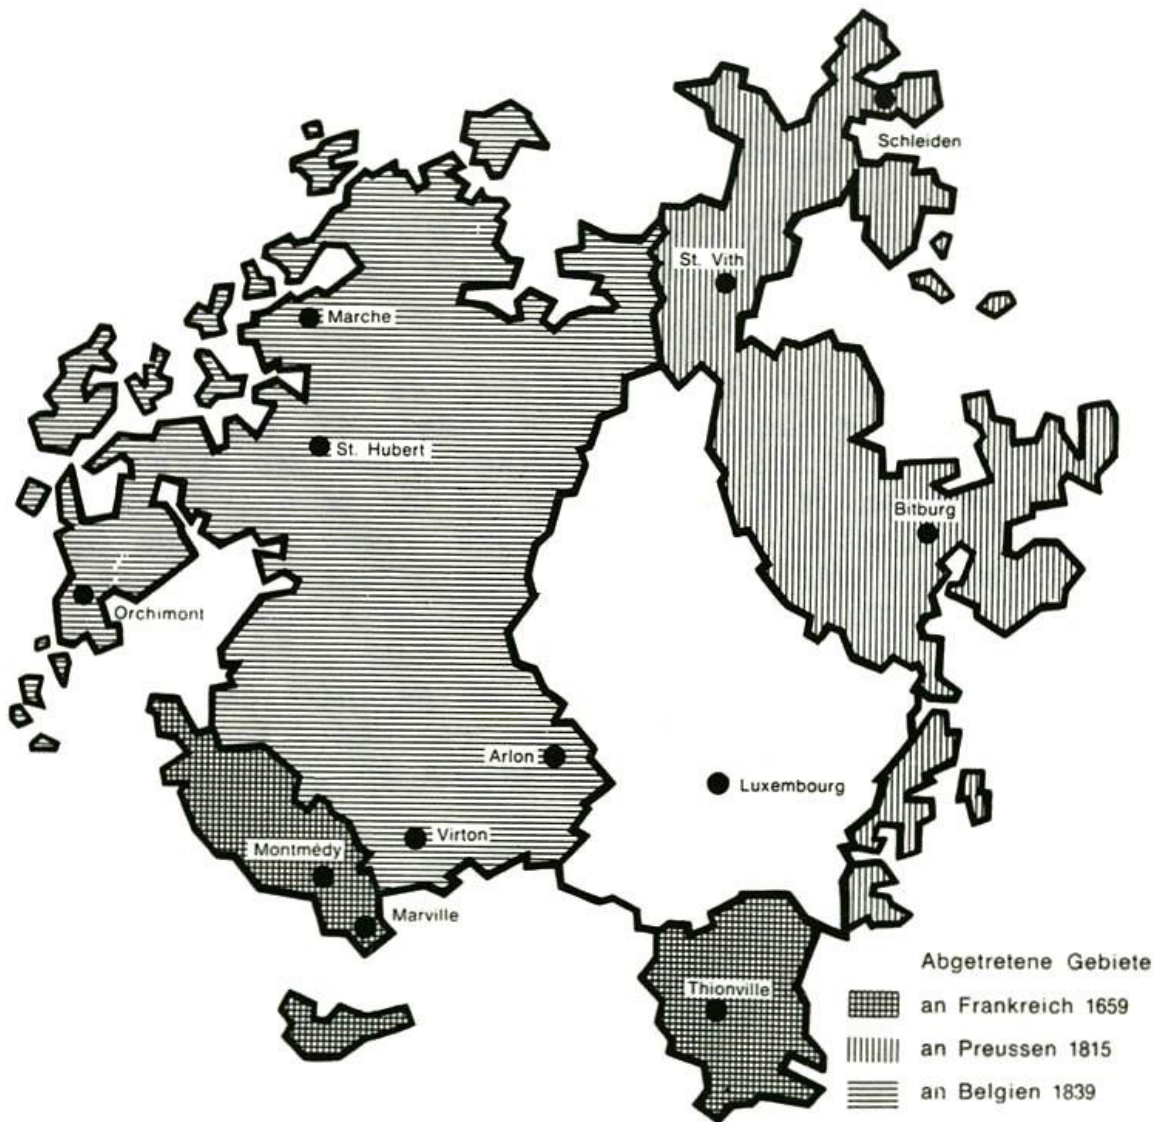 Schleiden
St. Vith
Marche
St. Hubert
Bitburg
Orchimont
Arlon
Luxembourg
Virton
Montmédy
Marville
Thionville
Abgetretene Gebiete
an Frankreich 1659
an Preussen 1815
an Belgien 1839